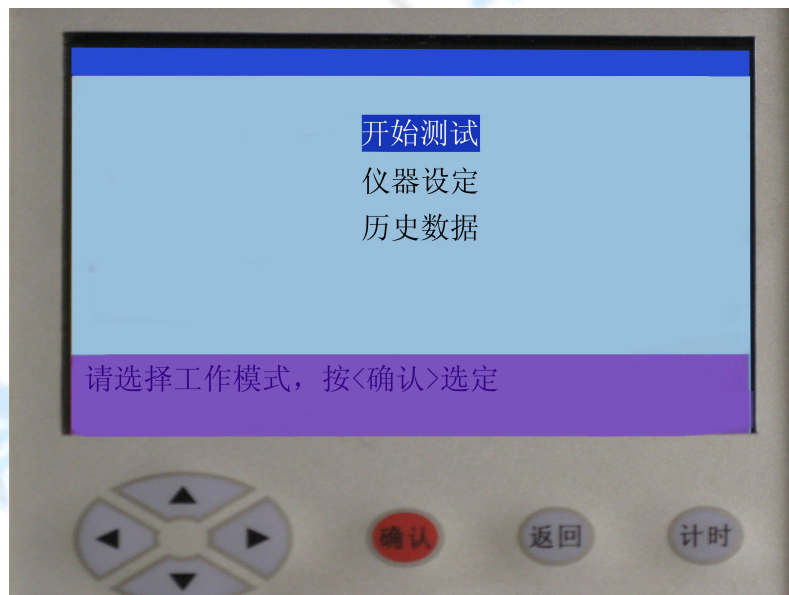 开始测试
仪器设定
历史数据
请选择工作模式，按<确认>选定
确认
返回
计时